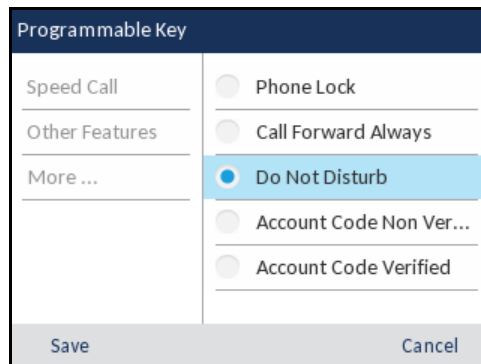 Programmable Key
Speed Call
Other Features
More ...
Phone Lock
Call Forward Always
Do Not Disturb
Account Code Non Ver...
Account Code Verified
Save
Cancel